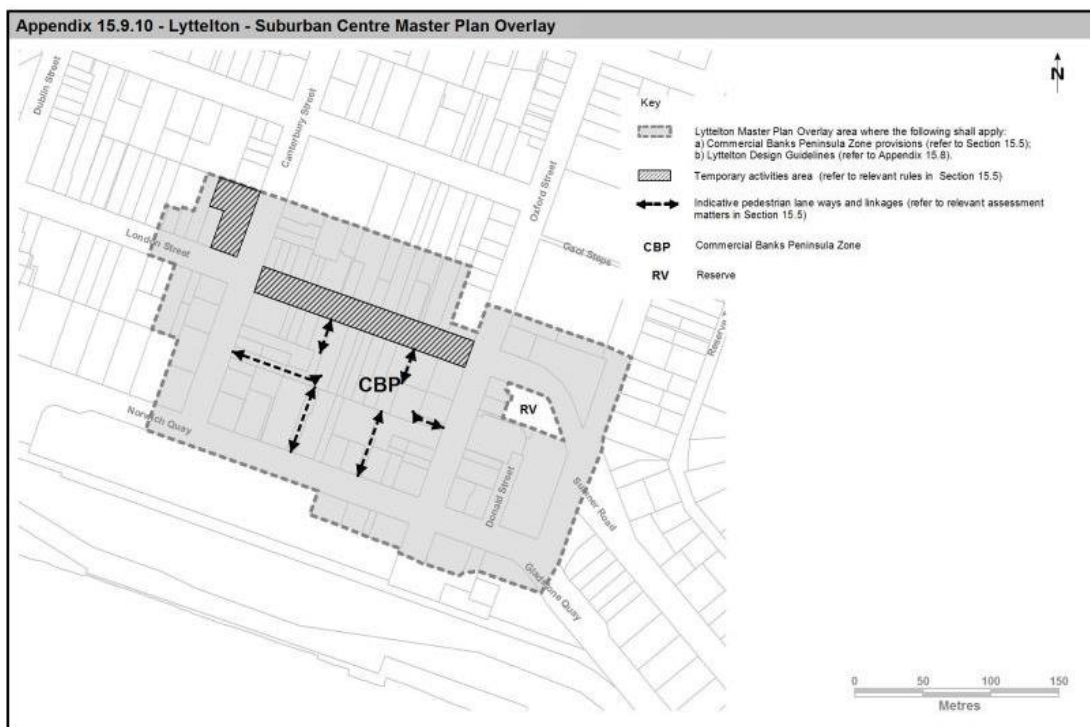 Appendix 15.9.10 - Lyttelton - Suburban Centre Master Plan Overlay
N
Key
Lyttelton Master Plan Overlay area where the following shall apply:
a) Commercial Banks Peninsula Zone provisions (refer to Section 15.5);
b) Lyttelton Design Guidelines (refer to Appendix 15.8).
Temporary activities area (refer to relevant rules in Section 15.5)
Indicative pedestrian lane ways and linkages (refer to relevant assessment
matters in Section 15.5)
CBP Commercial Banks Peninsula Zone
RV Reserve
Dublin Street
Canterbury Street
Oxford Street
Gaol Steps
London Street
Reserve
CBP
RV
Norwich Quay
Donald Street
Sumner Road
Gladstone Quay
0 50 100 150
Metres